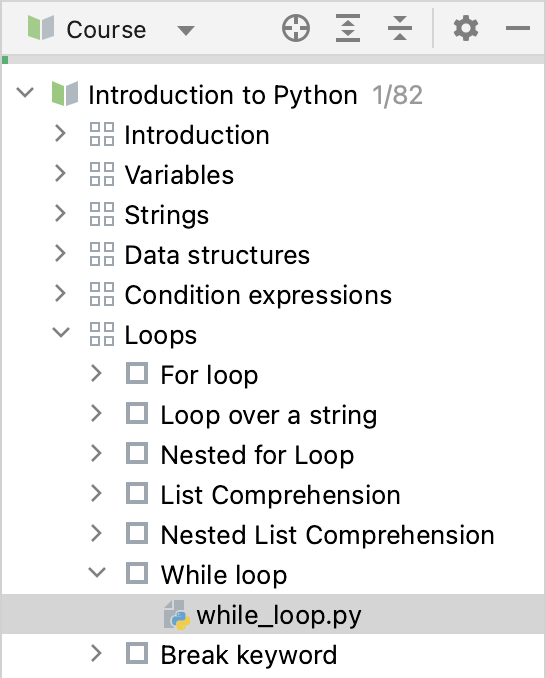 Course
Introduction to Python 1/82
Introduction
Variables
Strings
Data structures
Condition expressions
Loops
For loop
Loop over a string
Nested for Loop
List Comprehension
Nested List Comprehension
While loop
while_loop.py
Break keyword